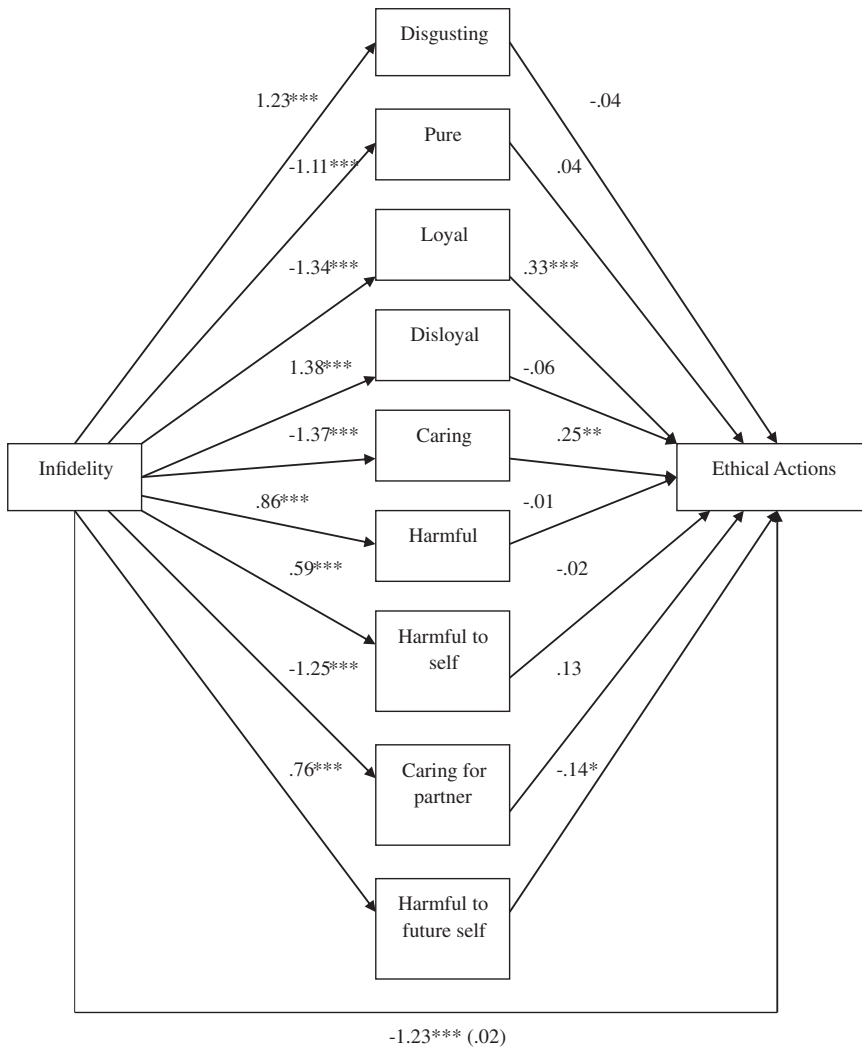 Disgusting
1.23***
-.04
Pure
-1.11***
.04
Loyal
-1.34***
.33***
Disloyal
1.38***
-.06
Caring
-1.37***
.25**
Infidelity
Ethical Actions
.86***
-.01
Harmful
.59***
-.02
Harmful to
self
-1.25***
.13
Caring for
partner
.76***
-.14*
Harmful to
future self
-1.23*** (.02)